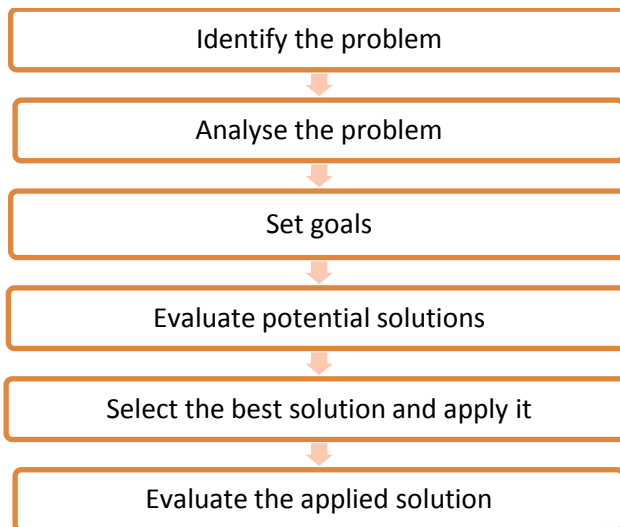 Identify the problem
Analyse the problem
Set goals
Evaluate potential solutions
Select the best solution and apply it
Evaluate the applied solution